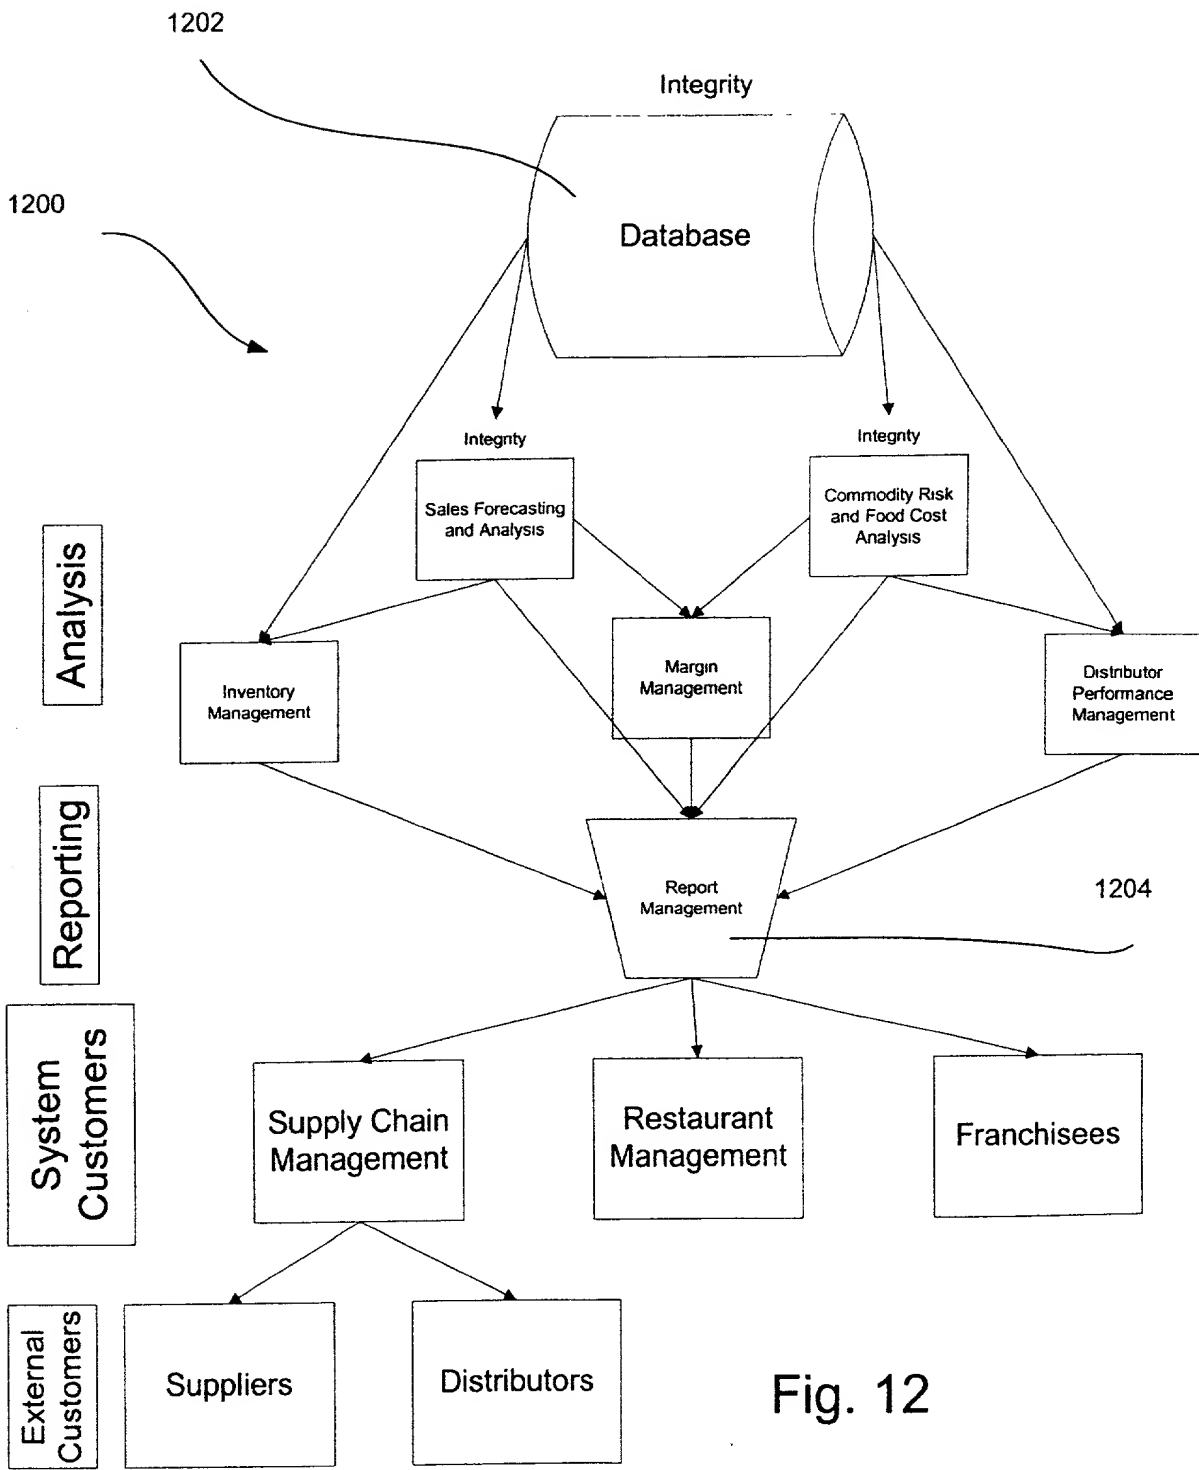 1202
Integrity
1200
Database
Integrity
Integrity
Sales Forecasting
and Analysis
Commodity Risk
and Food Cost
Analysis
Analysis
Inventory
Management
Margin
Management
Distributor
Performance
Management
Reporting
Report
Management
1204
System
Customers
Supply Chain
Management
Restaurant
Management
Franchisees
External
Customers
Suppliers
Distributors
Fig. 12